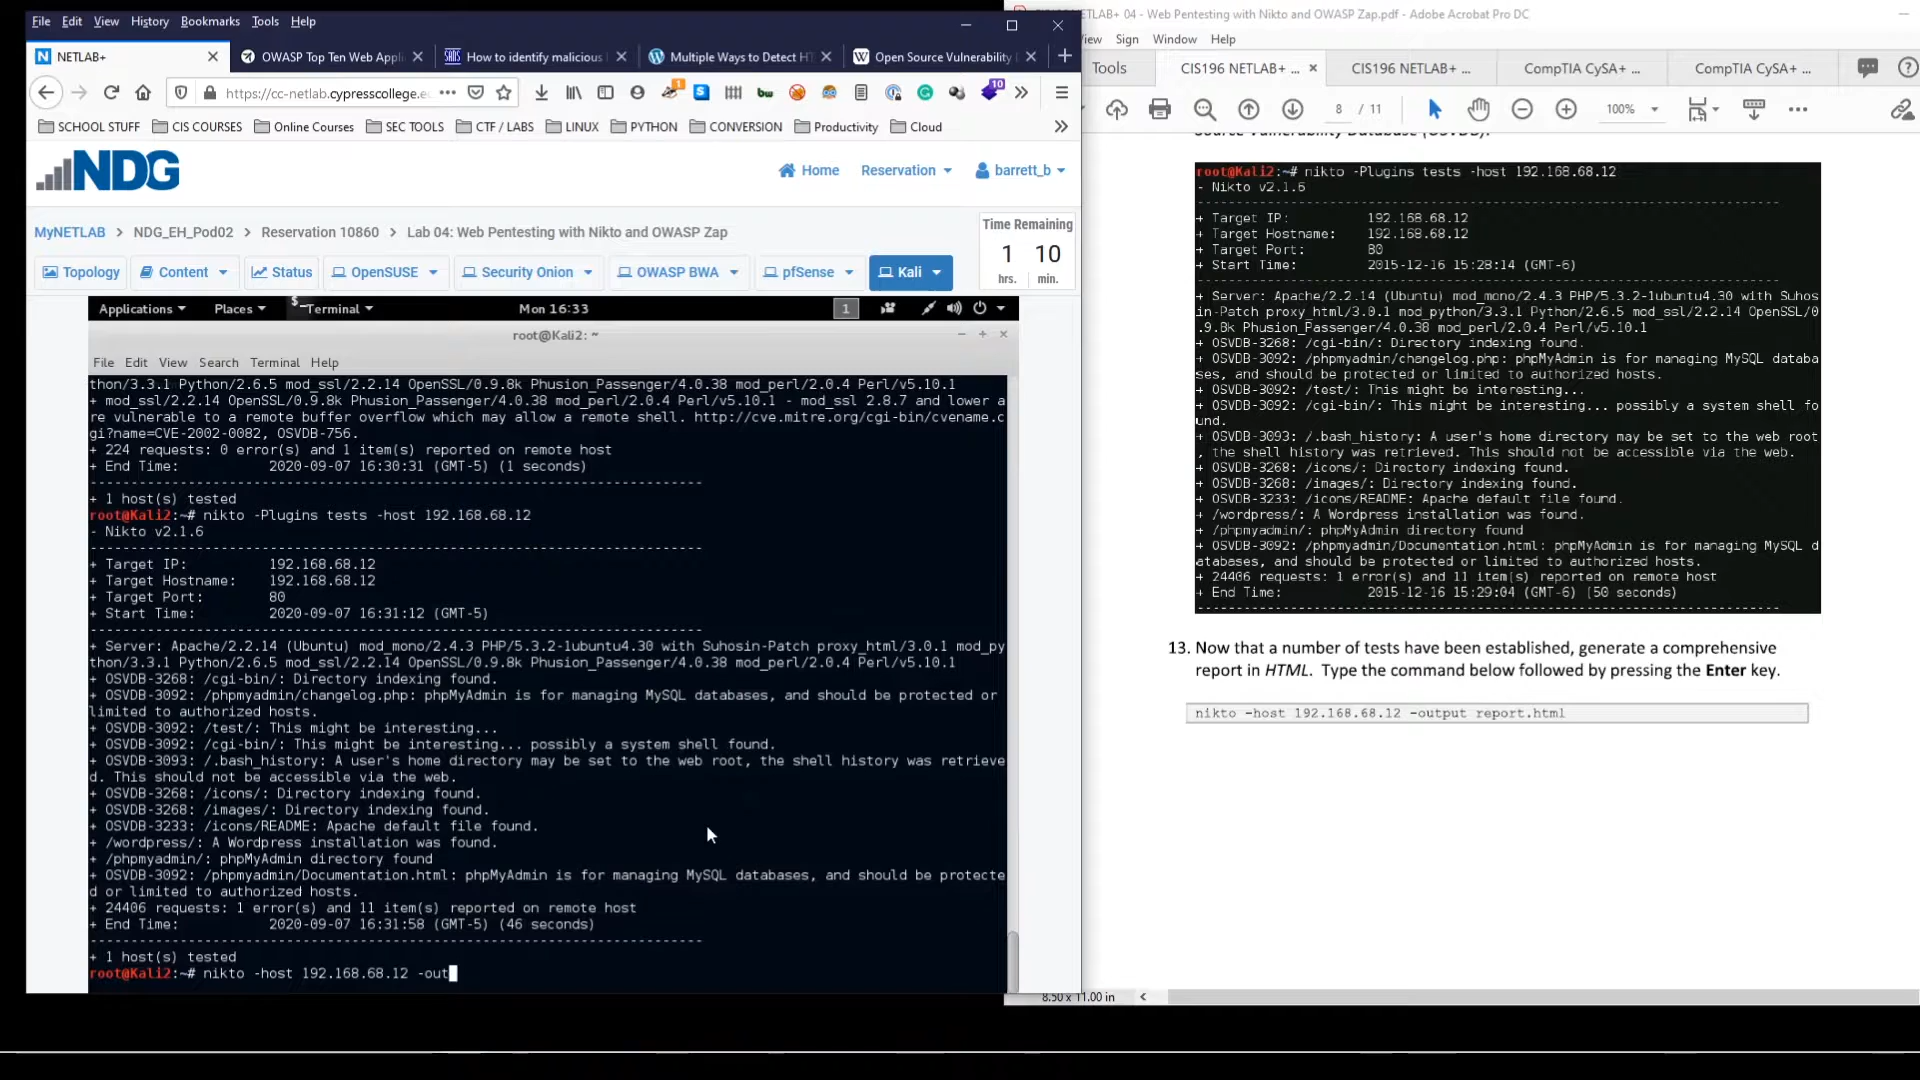 File Edit View History Bookmarks Tools Help
NETLAB+
OWASP Top Ten Web Appl
SANS How to identify malicious
Multiple Ways to Detect HT
W Open Source Vulnerability
https://cc-netlab.cypresscollege.e
SCHOOL STUFF CIS COURSES Online Courses SEC TOOLS CTF / LABS LINUX PYTHON CONVERSION Productivity Cloud
NDG
Home Reservation barrett_b
MyNETLAB > NDG_EH_Pod02 > Reservation 10860 > Lab 04: Web Pentesting with Nikto and OWASP Zap
Time Remaining
1 10
hrs. min.
Topology Content Status OpenSUSE Security Onion OWASP BWA pfSense Kali
Applications Places Terminal Mon 16:33 1
root@Kali2: ~
File Edit View Search Terminal Help
thon/3.3.1 Python/2.6.5 mod_ssl/2.2.14 OpenSSL/0.9.8k Phusion_Passenger/4.0.38 mod_perl/2.0.4 Perl/v5.10.1
+ mod_ssl/2.2.14 OpenSSL/0.9.8k Phusion_Passenger/4.0.38 mod_perl/2.0.4 Perl/v5.10.1 - mod_ssl 2.8.7 and lower a
re vulnerable to a remote buffer overflow which may allow a remote shell. http://cve.mitre.org/cgi-bin/cvename.c
gi?name=CVE-2002-0082, OSVDB-756.
+ 224 requests: 0 error(s) and 1 item(s) reported on remote host
+ End Time: 2020-09-07 16:30:31 (GMT-5) (1 seconds)
---------------------------------------------------------------------------
+ 1 host(s) tested
root@Kali2:~# nikto -Plugins tests -host 192.168.68.12
- Nikto v2.1.6
---------------------------------------------------------------------------
+ Target IP: 192.168.68.12
+ Target Hostname: 192.168.68.12
+ Target Port: 80
+ Start Time: 2020-09-07 16:31:12 (GMT-5)
---------------------------------------------------------------------------
+ Server: Apache/2.2.14 (Ubuntu) mod_mono/2.4.3 PHP/5.3.2-1ubuntu4.30 with Suhosin-Patch proxy_html/3.0.1 mod_py
thon/3.3.1 Python/2.6.5 mod_ssl/2.2.14 OpenSSL/0.9.8k Phusion_Passenger/4.0.38 mod_perl/2.0.4 Perl/v5.10.1
+ OSVDB-3268: /cgi-bin/: Directory indexing found.
+ OSVDB-3092: /phpmyadmin/changelog.php: phpMyAdmin is for managing MySQL databases, and should be protected or
limited to authorized hosts.
+ OSVDB-3092: /test/: This might be interesting...
+ OSVDB-3092: /cgi-bin/: This might be interesting... possibly a system shell found.
+ OSVDB-3093: /.bash_history: A user's home directory may be set to the web root, the shell history was retrieve
d. This should not be accessible via the web.
+ OSVDB-3268: /icons/: Directory indexing found.
+ OSVDB-3268: /images/: Directory indexing found.
+ OSVDB-3233: /icons/README: Apache default file found.
+ /wordpress/: A Wordpress installation was found.
+ /phpmyadmin/: phpMyAdmin directory found
+ OSVDB-3092: /phpmyadmin/Documentation.html: phpMyAdmin is for managing MySQL databases, and should be protecte
d or limited to authorized hosts.
+ 24406 requests: 1 error(s) and 11 item(s) reported on remote host
+ End Time: 2020-09-07 16:31:58 (GMT-5) (46 seconds)
---------------------------------------------------------------------------
+ 1 host(s) tested
root@Kali2:~# nikto -host 192.168.68.12 -out
NETLAB+ 04 - Web Pentesting with Nikto and OWASP Zap.pdf - Adobe Acrobat Pro DC
iew Sign Window Help
Tools CIS196 NETLAB+ ... CIS196 NETLAB+ ... CompTIA CySA+ ... CompTIA CySA+ ...
8 / 11 100%
Source Vulnerability Database (OSVDB).
root@Kali2:~# nikto -Plugins tests -host 192.168.68.12
- Nikto v2.1.6
---------------------------------------------------------------------------
+ Target IP: 192.168.68.12
+ Target Hostname: 192.168.68.12
+ Target Port: 80
+ Start Time: 2015-12-16 15:28:14 (GMT-6)
---------------------------------------------------------------------------
+ Server: Apache/2.2.14 (Ubuntu) mod_mono/2.4.3 PHP/5.3.2-1ubuntu4.30 with Suhos
in-Patch proxy_html/3.0.1 mod_python/3.3.1 Python/2.6.5 mod_ssl/2.2.14 OpenSSL/0
.9.8k Phusion_Passenger/4.0.38 mod_perl/2.0.4 Perl/v5.10.1
+ OSVDB-3268: /cgi-bin/: Directory indexing found.
+ OSVDB-3092: /phpmyadmin/changelog.php: phpMyAdmin is for managing MySQL databa
ses, and should be protected or limited to authorized hosts.
+ OSVDB-3092: /test/: This might be interesting...
+ OSVDB-3092: /cgi-bin/: This might be interesting... possibly a system shell fo
und.
+ OSVDB-3093: /.bash_history: A user's home directory may be set to the web root
, the shell history was retrieved. This should not be accessible via the web.
+ OSVDB-3268: /icons/: Directory indexing found.
+ OSVDB-3268: /images/: Directory indexing found.
+ OSVDB-3233: /icons/README: Apache default file found.
+ /wordpress/: A Wordpress installation was found.
+ /phpmyadmin/: phpMyAdmin directory found
+ OSVDB-3092: /phpmyadmin/Documentation.html: phpMyAdmin is for managing MySQL d
atabases, and should be protected or limited to authorized hosts.
+ 24406 requests: 1 error(s) and 11 item(s) reported on remote host
+ End Time: 2015-12-16 15:29:04 (GMT-6) (50 seconds)
---------------------------------------------------------------------------
13. Now that a number of tests have been established, generate a comprehensive
report in HTML. Type the command below followed by pressing the Enter key.
nikto -host 192.168.68.12 -output report.html
8.50 x 11.00 in